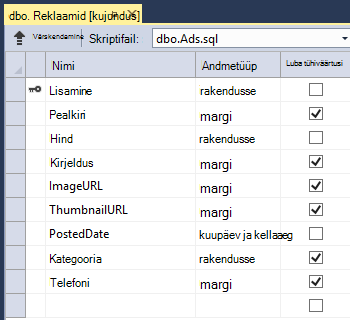 dbo. Reklaamid [kujundus]
Värskendamine Skriptifail: dbo.Ads.sql
Nimi Andmetüüp Luba tühiväärtusi
Lisamine rakendusse
Pealkiri margi
Hind rakendusse
Kirjeldus margi
ImageURL margi
ThumbnailURL margi
PostedDate kuupäev ja kellaaeg
Kategooria rakendusse
Telefoni margi